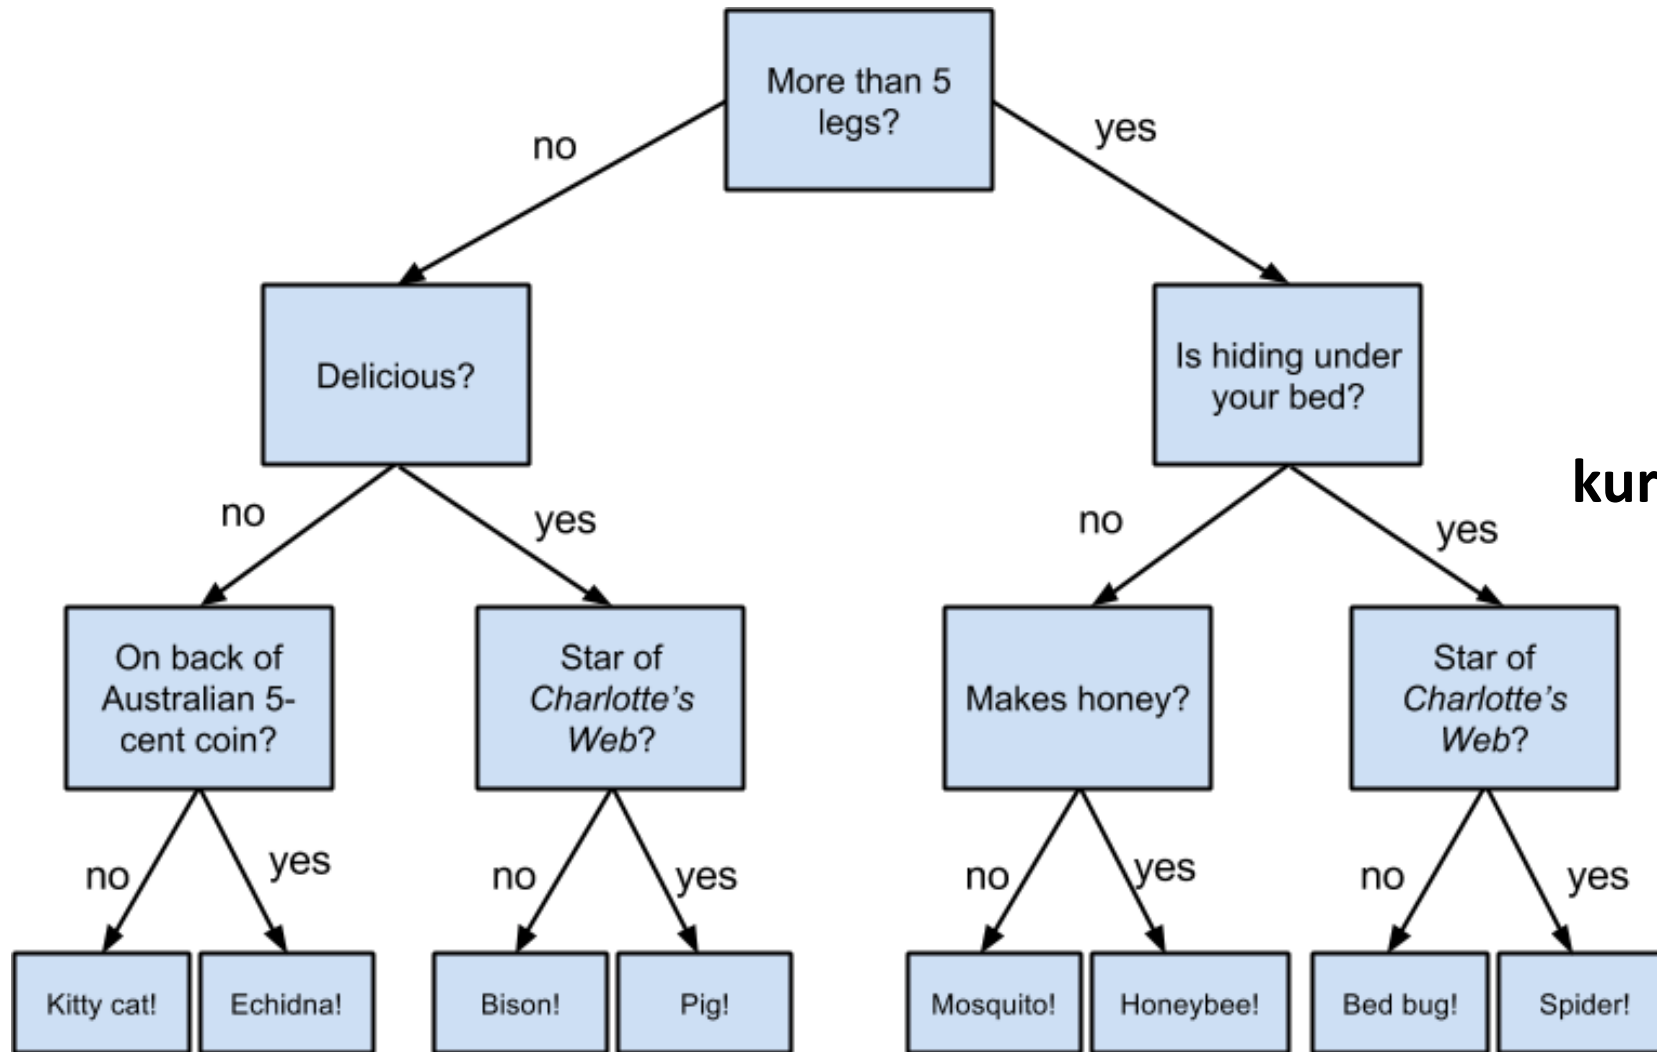 More than 5
legs?
no
yes
Delicious?
Is hiding under
your bed?
kur
no
yes
no
yes
On back of
Australian 5-
cent coin?
Star of
Charlotte's
Web?
Makes honey?
Star of
Charlotte's
Web?
no
yes
no
yes
no
yes
no
yes
Kitty cat!
Echidna!
Bison!
Pig!
Mosquito!
Honeybee!
Bed bug!
Spider!